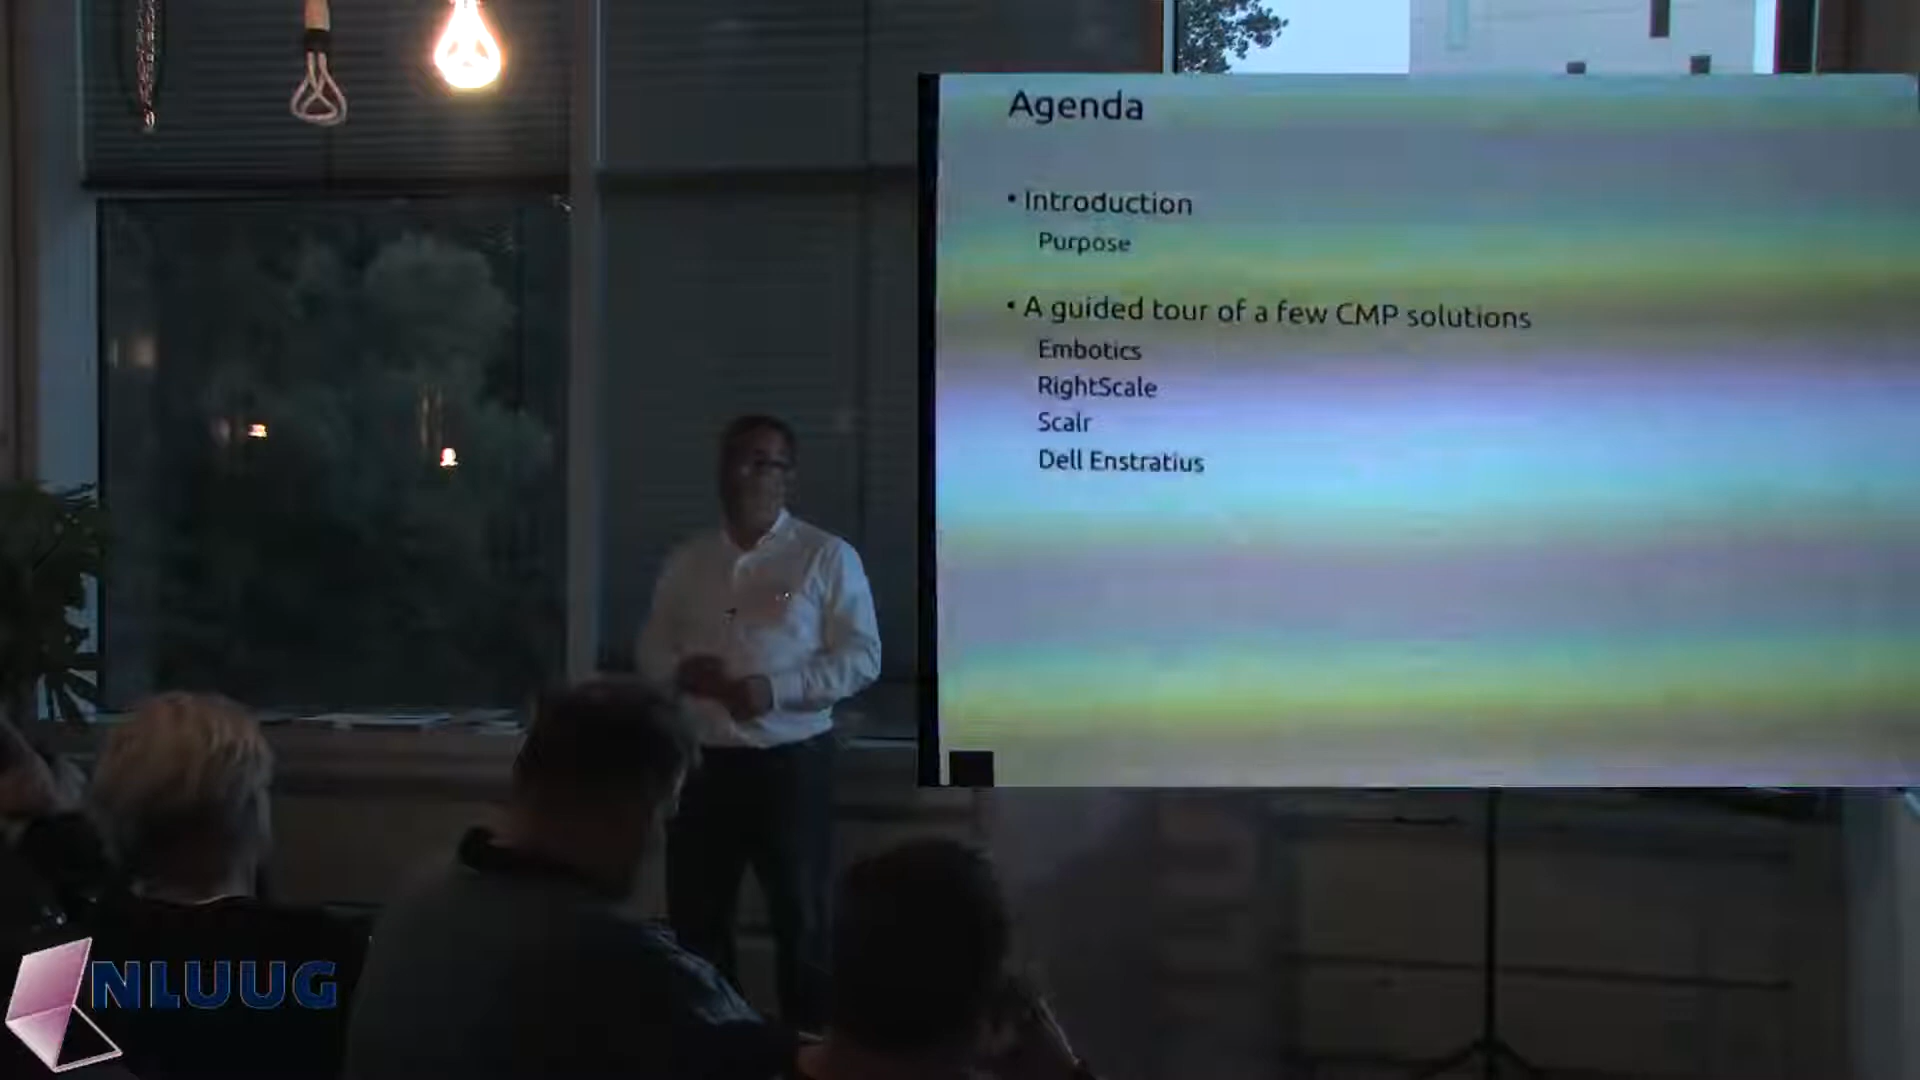 Agenda
• Introduction
Purpose
• A guided tour of a few CMP solutions
Embotics
RightScale
Scalr
Dell Enstratius
NLUUG